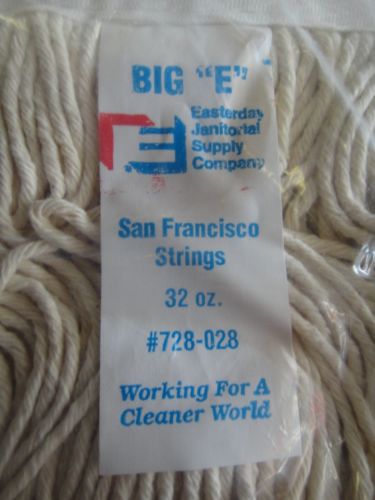 BIG "E"
Easterday
Janitorial
Supply
Company
San Francisco
Strings
32 oz.
#728-028
Working For A
Cleaner World